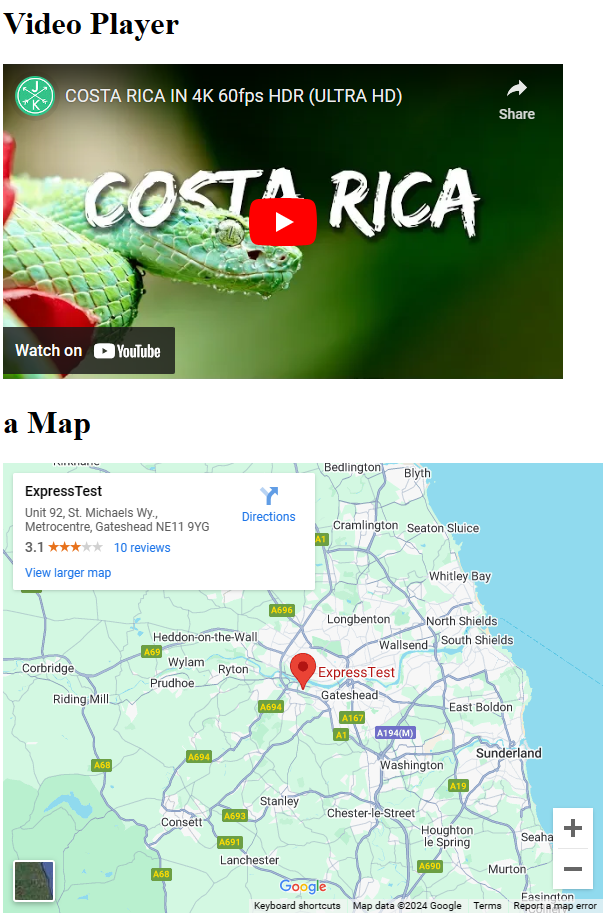 Video Player
JK
COSTA RICA IN 4K 60fps HDR (ULTRA HD)
Share
COSTA RICA
Watch on YouTube
a Map
ExpressTest
Unit 92, St. Michaels Wy.,
Metrocentre, Gateshead NE11 9YG
Directions
3.1 10 reviews
View larger map
Bedlington
Blyth
Cramlington
Seaton Sluice
A1
Whitley Bay
A696
Longbenton
North Shields
Heddon-on-the-Wall
Wallsend
South Shields
A69
Corbridge
Wylam
Ryton
ExpressTest
Prudhoe
Gateshead
Riding Mill
A694
East Boldon
A167
A1
A194(M)
Sunderland
A694
A68
Washington
A19
Stanley
Consett
A693
Chester-le-Street
Houghton
le Spring
Seaha
A691
Lanchester
A690
Murton
A68
Easington
Google
Keyboard shortcuts
Map data ©2024 Google
Terms
Report a map error